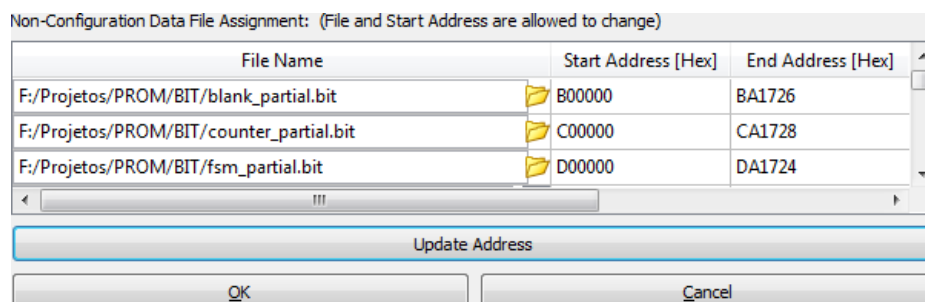 Non-Configuration Data File Assignment: (File and Start Address are allowed to change)
File Name Start Address [Hex] End Address [Hex]
F:/Projetos/PROM/BIT/blank_partial.bit B00000 BA1726
F:/Projetos/PROM/BIT/counter_partial.bit C00000 CA1728
F:/Projetos/PROM/BIT/fsm_partial.bit D00000 DA1724
Update Address
OK Cancel